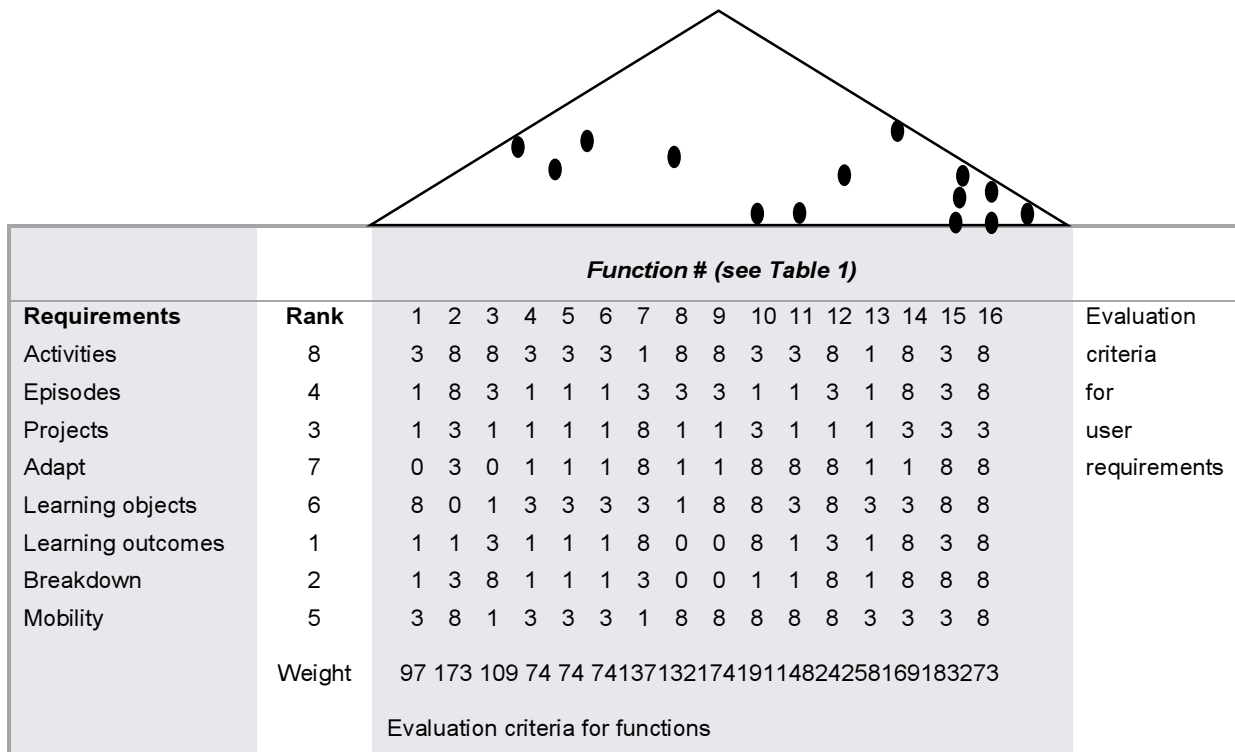 Function # (see Table 1)
Requirements Rank 1 2 3 4 5 6 7 8 9 10 11 12 13 14 15 16 Evaluation
Activities 8 3 8 8 3 3 3 1 8 8 3 3 8 1 8 3 8 criteria
Episodes 4 1 8 3 1 1 1 3 3 3 1 1 3 1 8 3 8 for
Projects 3 1 3 1 1 1 1 8 1 1 3 1 1 1 3 3 3 user
Adapt 7 0 3 0 1 1 1 8 1 1 8 8 8 1 1 8 8 requirements
Learning objects 6 8 0 1 3 3 3 3 1 8 8 3 8 3 3 8 8
Learning outcomes 1 1 1 3 1 1 1 8 0 0 8 1 3 1 8 3 8
Breakdown 2 1 3 8 1 1 1 3 0 0 1 1 8 1 8 8 8
Mobility 5 3 8 1 3 3 3 1 8 8 8 8 8 3 3 3 8
Weight 97 173 109 74 74 74137132174191148242581691832​73
Evaluation criteria for functions